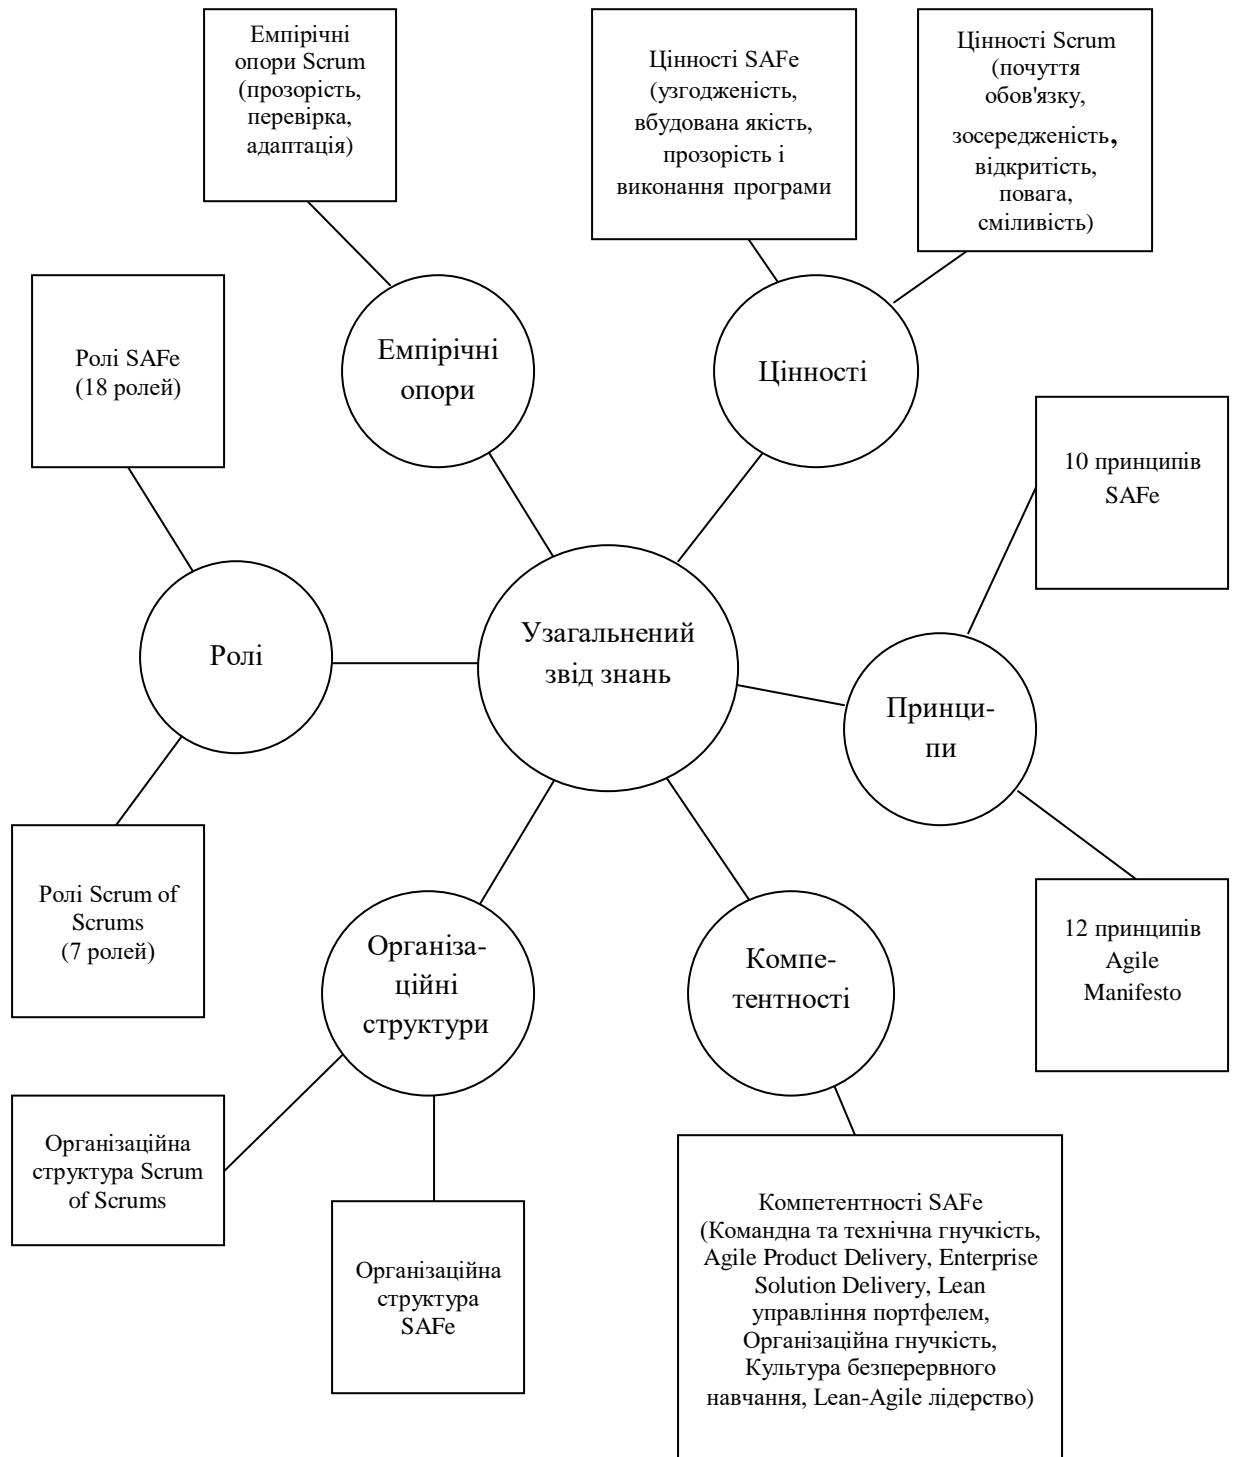 Емпірічні
опори Scrum
(прозорість,
перевірка,
адаптація)
Цінності SAFe
(узгодженість,
вбудована якість,
прозорість і
виконання програми
Цінності Scrum
(почуття
обов'язку,
зосередженість,
відкритість,
повага,
сміливість)
Ролі SAFe
(18 ролей)
Емпірічні
опори
Цінності
10 принципів
SAFe
Узагальнений
звід знань
Ролі
Принци-
пи
Ролі Scrum of
Scrums
(7 ролей)
Організа-
ційні
структури
Компе-
тентності
12 принципів
Agile
Manifesto
Організаційна
структура Scrum
of Scrums
Організаційна
структура
SAFe
Компетентності SAFe
(Командна та технічна гнучкість,
Agile Product Delivery, Enterprise
Solution Delivery, Lean
управління портфелем,
Організаційна гнучкість,
Культура безперервного
навчання, Lean-Agile лідерство)